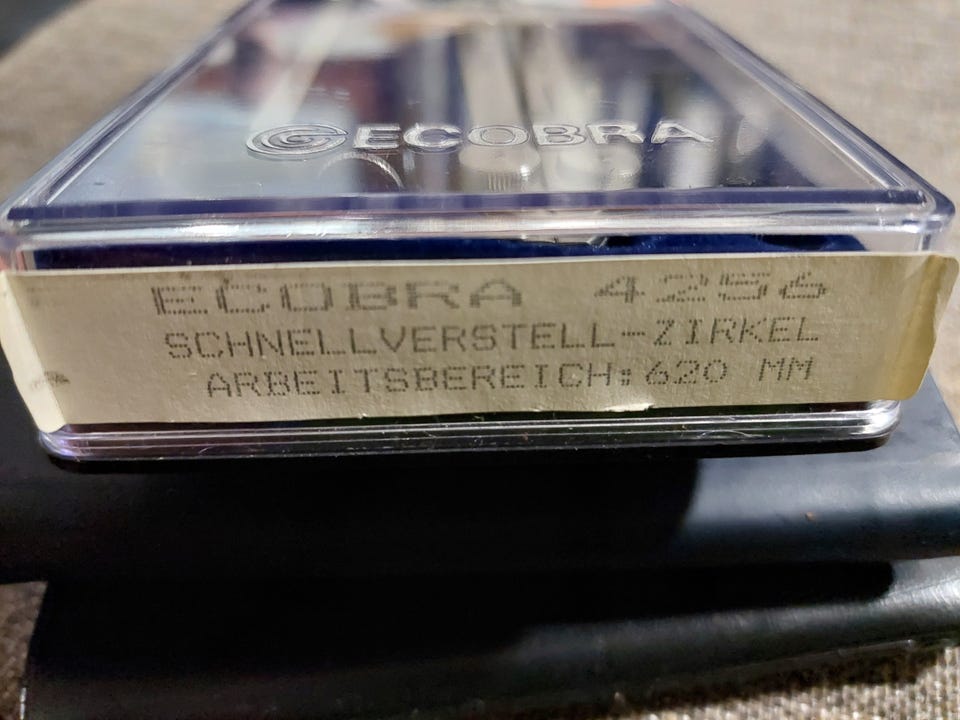 ECOBRA
ECOBRA 4256
SCHNELLVERSTELL-ZIRKEL
ARBEITSBEREICH: 620 MM